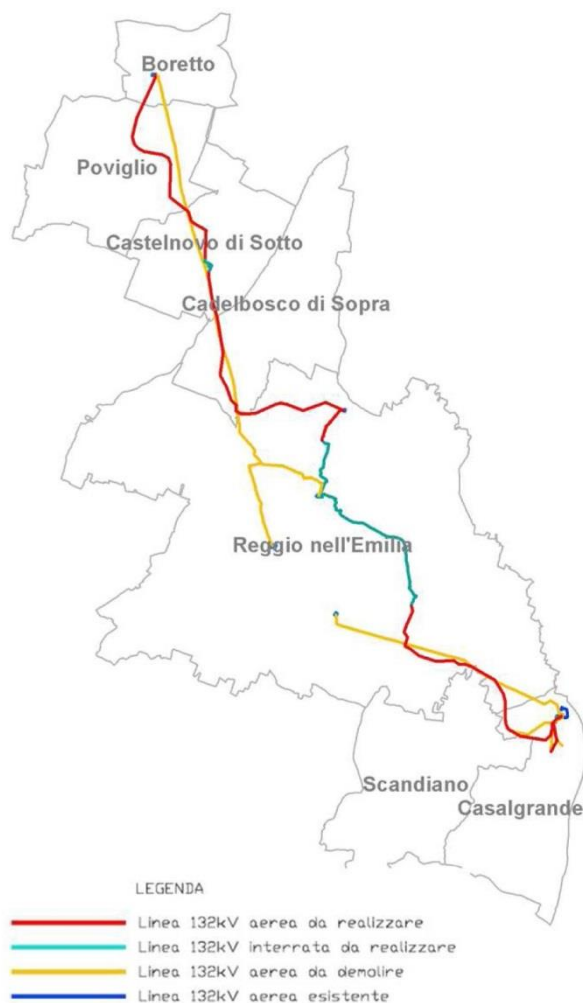 Boretto
Poviglio
Castelnovo di Sotto
Cadelbosco di Sopra
Reggio nell'Emilia
Scandiano
Casalgrande
LEGENDA
Linea 132kV aerea da realizzare
Linea 132kV interrata da realizzare
Linea 132kV aerea da demolire
Linea 132kV aerea esistente